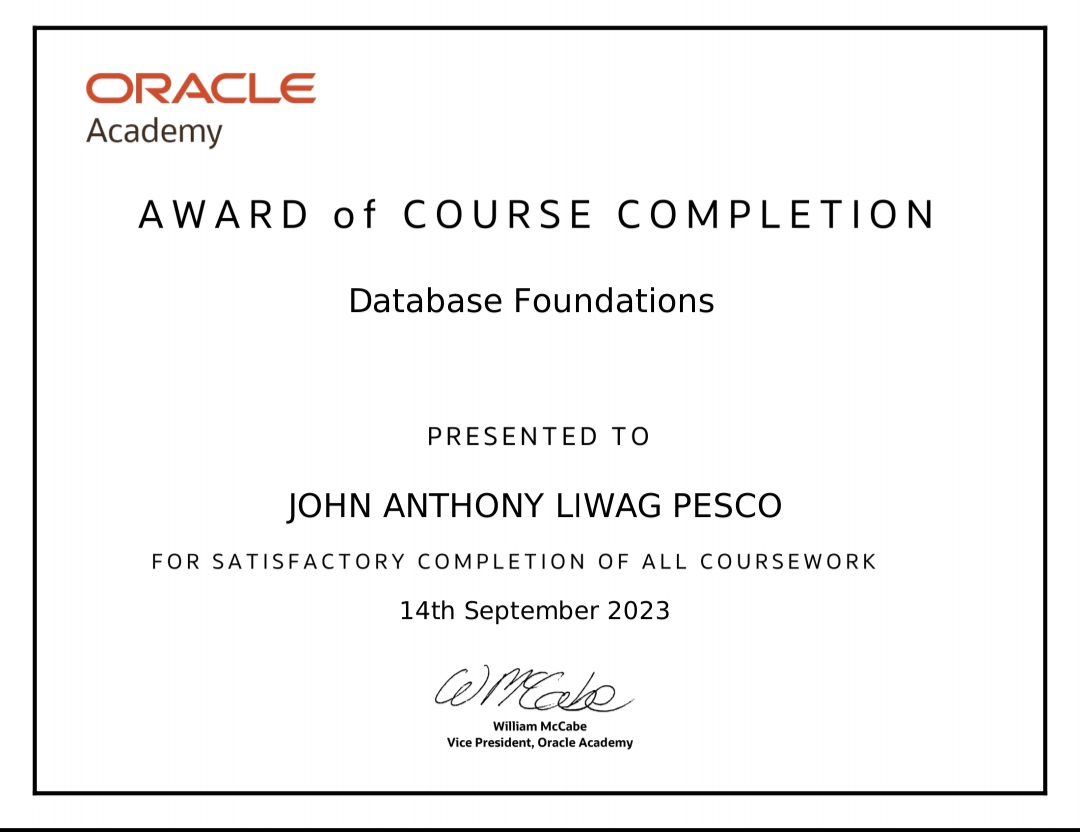 ORACLE
Academy
AWARD of COURSE COMPLETION
Database Foundations
PRESENTED TO
JOHN ANTHONY LIWAG PESCO
FOR SATISFACTORY COMPLETION OF ALL COURSEWORK
14th September 2023
W McCabe
William McCabe
Vice President, Oracle Academy